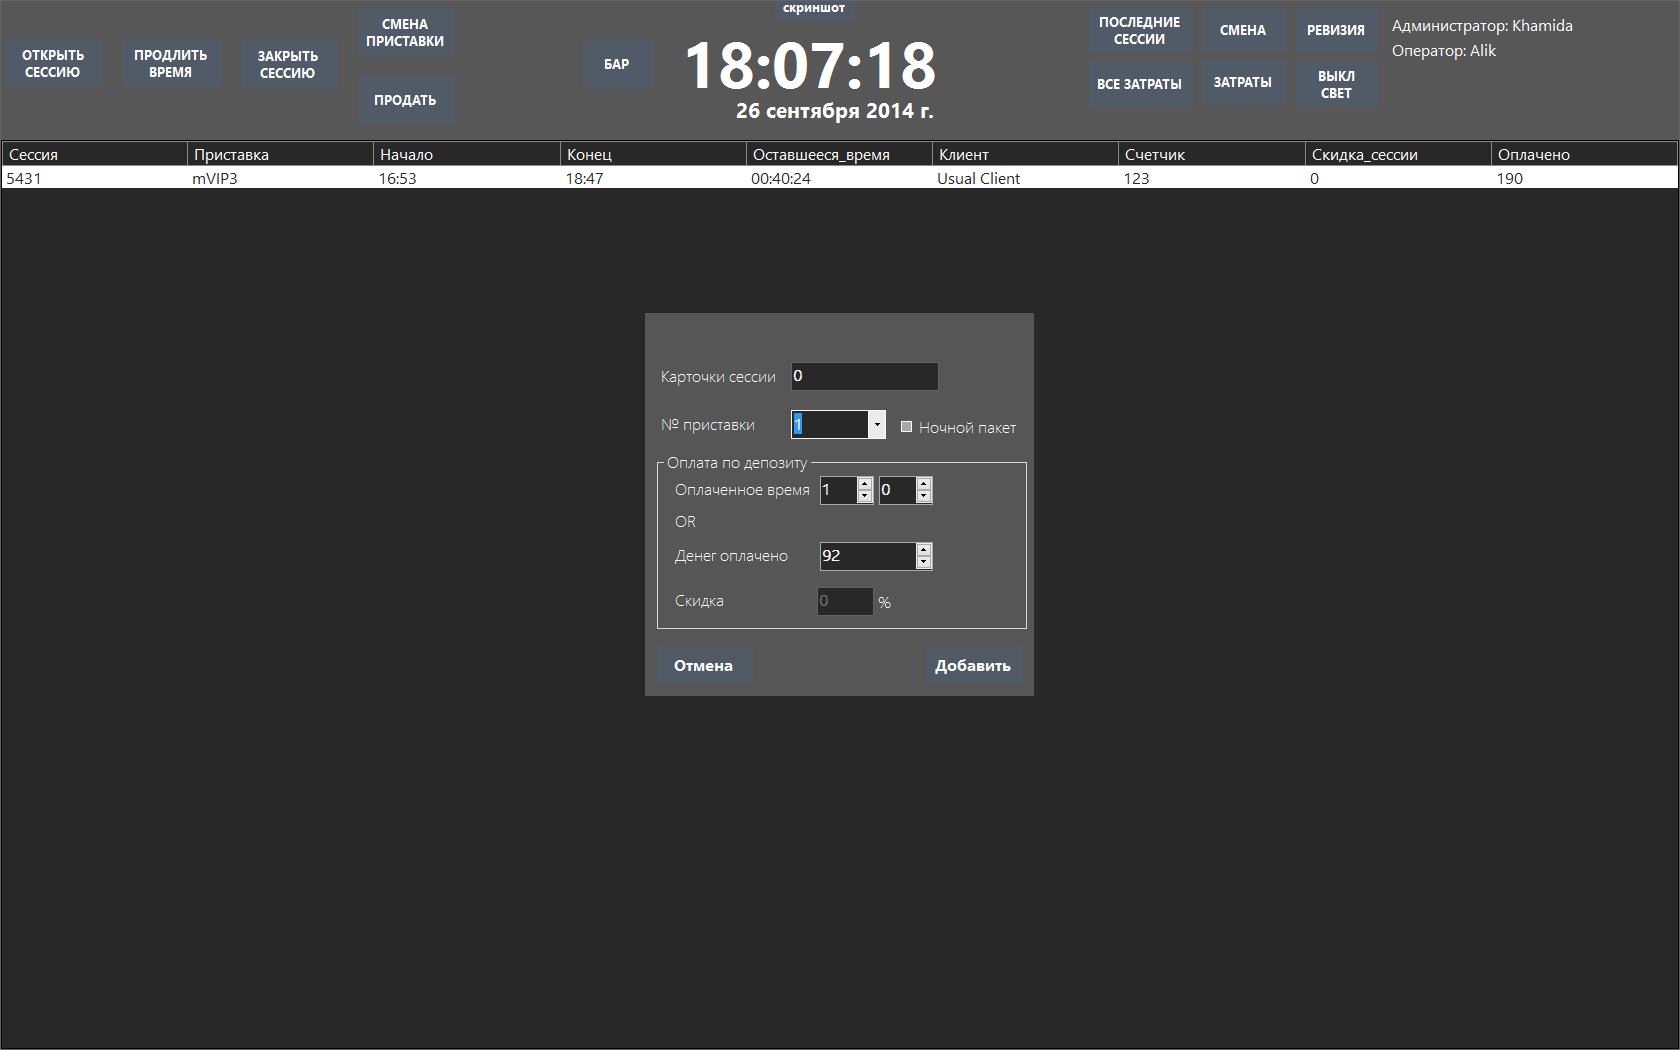 скриншот
ОТКРЫТЬ
СЕССИЮ
ПРОДЛИТЬ
ВРЕМЯ
ЗАКРЫТЬ
СЕССИЮ
СМЕНА
ПРИСТАВКИ
ПРОДАТЬ
БАР
18:07:18
26 сентября 2014 г.
ПОСЛЕДНИЕ
СЕССИИ
СМЕНА
РЕВИЗИЯ
ВСЕ ЗАТРАТЫ
ЗАТРАТЫ
ВЫКЛ
СВЕТ
Администратор: Khamida
Оператор: Alik
Сессия Приставка Начало Конец Оставшееся_время Клиент Счетчик Скидка_сессии Оплачено
5431 mVIP3 16:53 18:47 00:40:24 Usual Client 123 0 190
Карточки сессии 0
№ приставки 1 Ночной пакет
Оплата по депозиту
Оплаченное время 1 0
OR
Денег оплачено 92
Скидка 0 %
Отмена Добавить